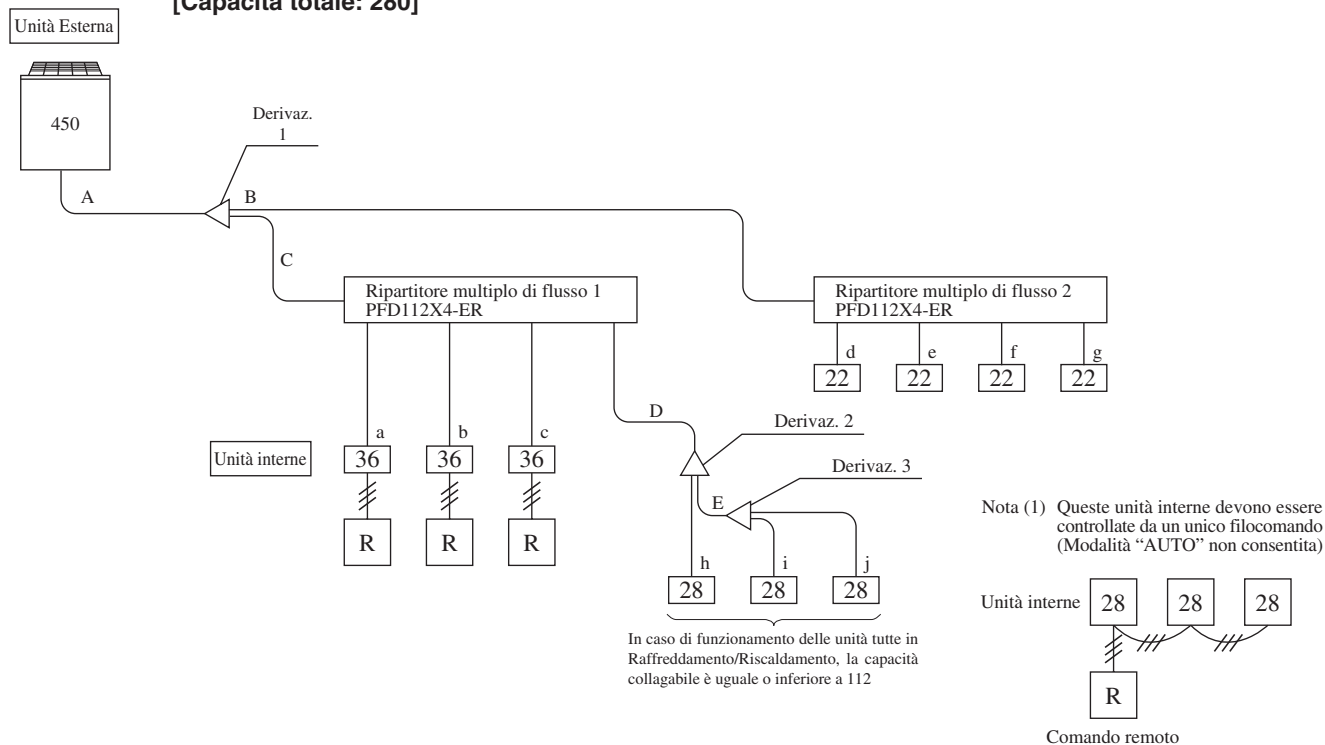 [Capacità totale: 280]
Unità Esterna
450
Derivaz.
1
A
B
C
Ripartitore multiplo di flusso 1
PFD112X4-ER
Ripartitore multiplo di flusso 2
PFD112X4-ER
d
e
f
g
22
22
22
22
D
Derivaz. 2
a
b
c
Unità interne
36
36
36
Derivaz. 3
E
R
R
R
h
i
j
28
28
28
In caso di funzionamento delle unità tutte in
Raffreddamento/Riscaldamento, la capacità
collagabile è uguale o inferiore a 112
Nota (1) Queste unità interne devono essere
controllate da un unico filocomando
(Modalità “AUTO” non consentita)
Unità interne
28
28
28
R
Comando remoto